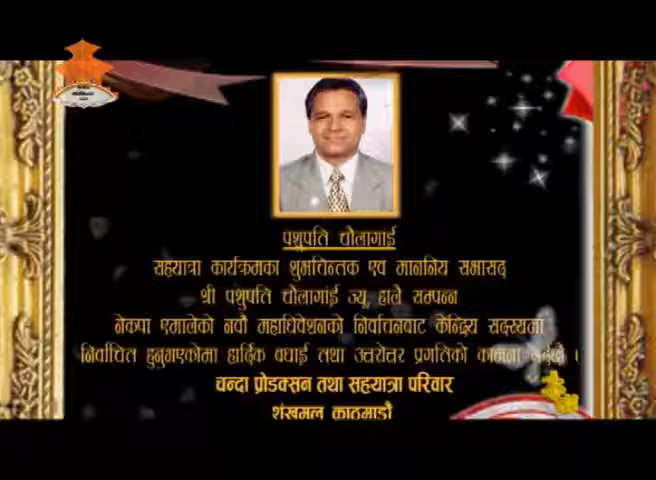 पशुपति चौलागाई
सहयात्रा कार्यक्रमका शुभचिन्तक एवं माननिय सभासद्
श्री पशुपति चौलागांई ज्यू हालै सम्पन्न
नेकपा एमालेको नवौं महाधिवेशनको निर्वाचनबाट केन्द्रिय सदस्यमा
निर्वाचित हुनुभएकोमा हार्दिक बधाई तथा उत्तरोत्तर प्रगतिको कामना गर्दछौं ।
चन्दा प्रोडक्सन तथा सहयात्रा परिवार
शंखमूल काठमाडौं